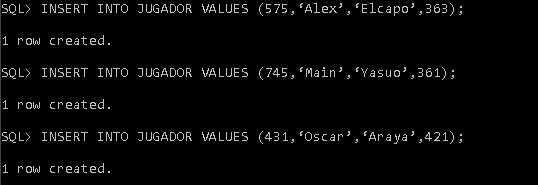 SQL> INSERT INTO JUGADOR VALUES (575,‘Alex’,‘Elcapo’,363);
1 row created.
SQL> INSERT INTO JUGADOR VALUES (745,‘Main’,‘Yasuo’,361);
1 row created.
SQL> INSERT INTO JUGADOR VALUES (431,‘Oscar’,‘Araya’,421);
1 row created.